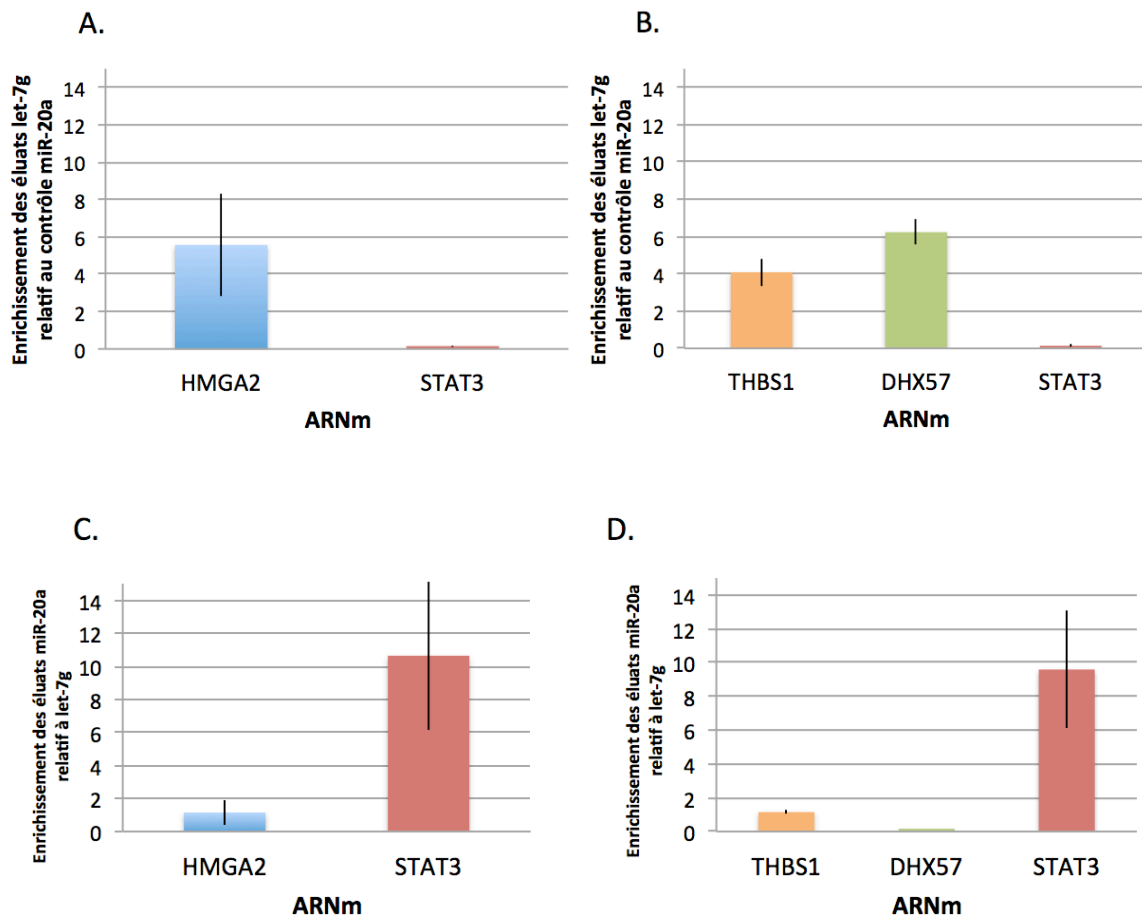 A.
Enrichissement des éluats let-7g
relatif au contrôle miR-20a
14
12
10
8
6
4
2
0
HMGA2
STAT3
ARNm
B.
Enrichissement des éluats let-7g
relatif au contrôle miR-20a
14
12
10
8
6
4
2
0
THBS1
DHX57
STAT3
ARNm
C.
Enrichissement des éluats miR-20a
relatif à let-7g
14
12
10
8
6
4
2
0
HMGA2
STAT3
ARNm
D.
Enrichissement des éluats miR-20a
relatif à let-7g
14
12
10
8
6
4
2
0
THBS1
DHX57
STAT3
ARNm